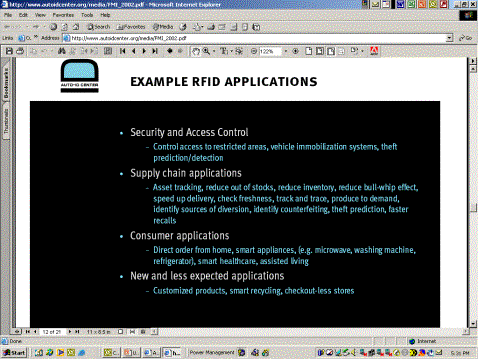 http://www.autoidcenter.org/media/FMI_2002.pdf - Microsoft Internet Explorer
File Edit View Favorites Tools Help
Back Search Favorites Media
Links Address http://www.autoidcenter.org/media/FMI_2002.pdf Go
122%
Bookmarks
Thumbnails
AUTO-ID CENTER
EXAMPLE RFID APPLICATIONS
• Security and Access Control
– Control access to restricted areas, vehicle immobilization systems, theft
prediction/detection
• Supply chain applications
– Asset tracking, reduce out of stocks, reduce inventory, reduce bull-whip effect,
speed up delivery, check freshness, track and trace, produce to demand,
identify sources of diversion, identify counterfeiting, theft prediction, faster
recalls
• Consumer applications
– Direct order from home, smart appliances, (e.g. microwave, washing machine,
refrigerator), smart healthcare, assisted living
• New and less expected applications
– Customized products, smart recycling, checkout-less stores
12 of 21 11 x 8.5 in
Done Internet
Start Power Management 5:31 PM